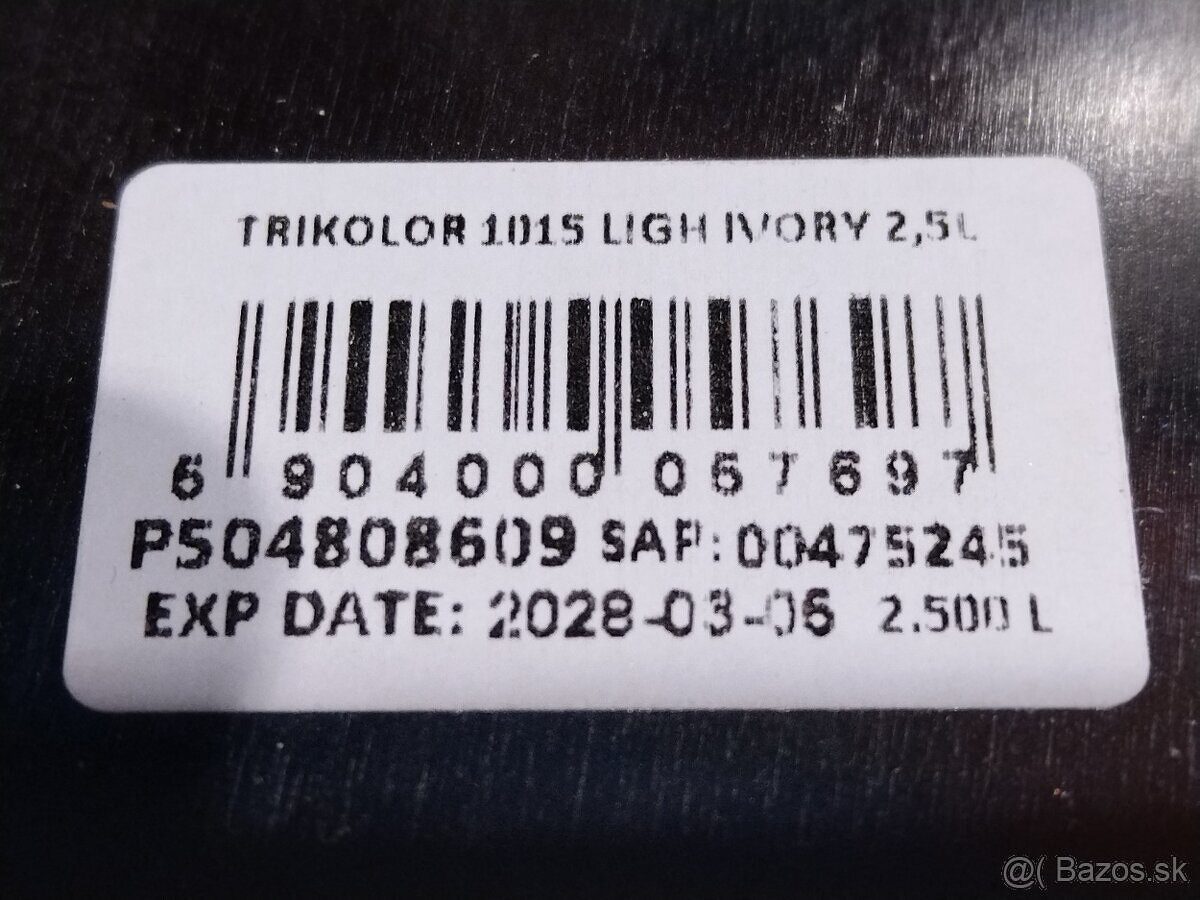 TRIKOLOR 1015 LIGH IVORY 2,5L
6 904000 067697
P504808609 SAP:00475245
EXP DATE: 2028-03-06 2.500 L
@( Bazos.sk